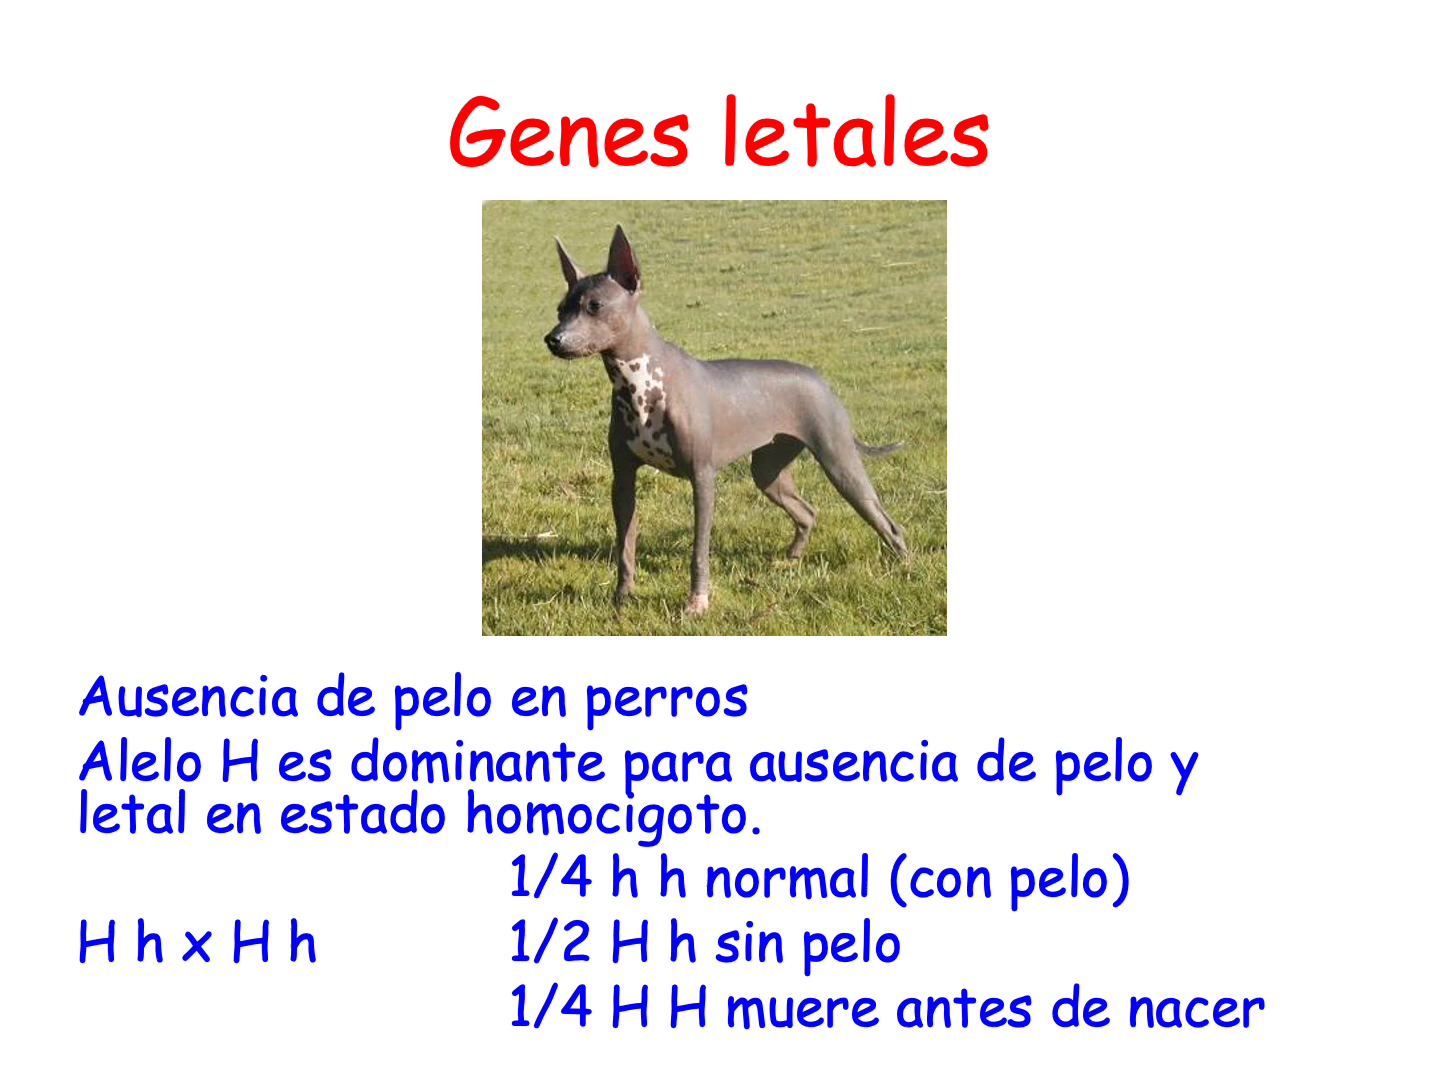 Genes letales
Ausencia de pelo en perros
Alelo H es dominante para ausencia de pelo y
letal en estado homocigoto.
1/4 h h normal (con pelo)
H h x H h 1/2 H h sin pelo
1/4 H H muere antes de nacer